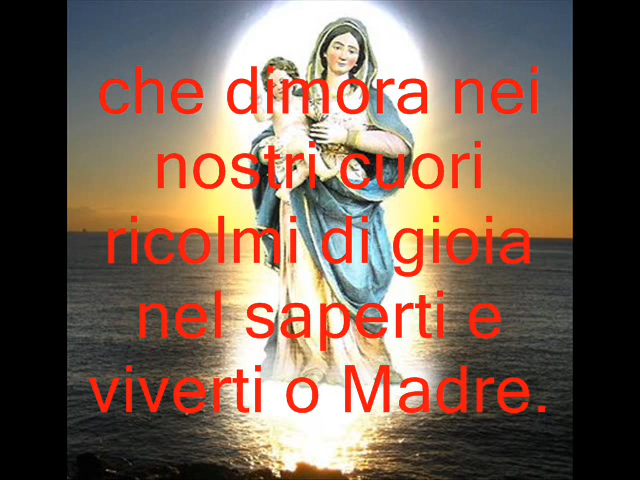 che dimora nei
nostri cuori
ricolmi di gioia
nel saperti e
viverti o Madre.